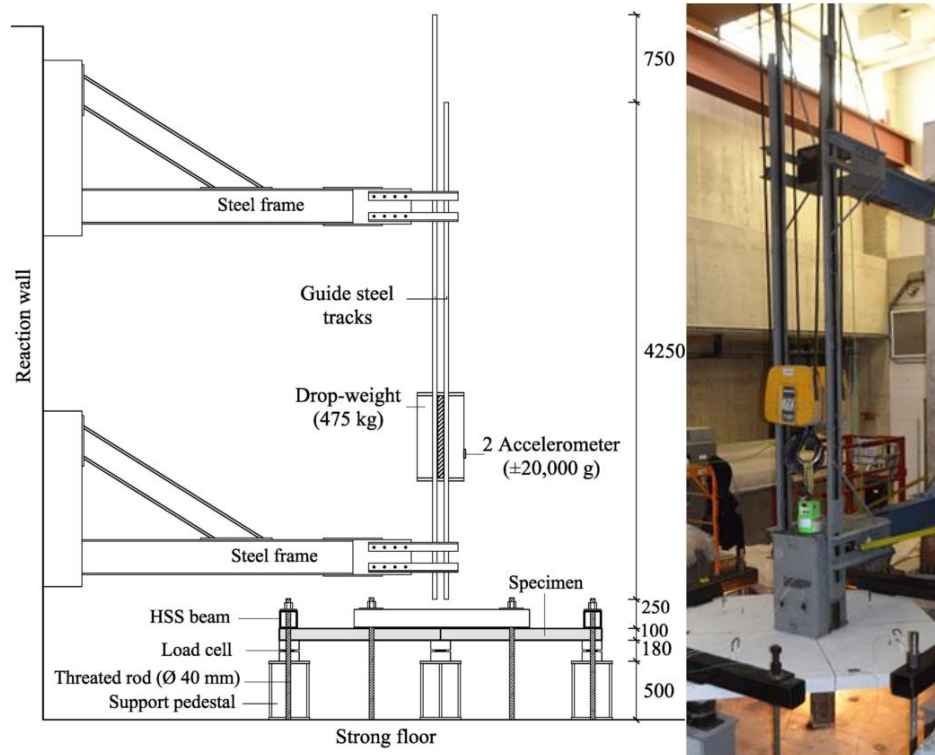 750
Steel frame
Reaction wall
Guide steel
tracks
4250
Drop-weight
(475 kg)
2 Accelerometer
(±20,000 g)
Steel frame
Specimen
HSS beam
250
100
Load cell
180
Threated rod (Ø 40 mm)
Support pedestal
500
Strong floor